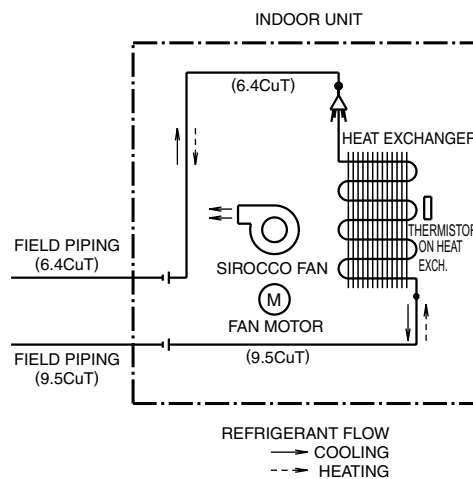 INDOOR UNIT
(6.4CuT)
HEAT EXCHANGER
THERMISTOR
ON HEAT
EXCH.
FIELD PIPING
(6.4CuT)
SIROCCO FAN
M
FAN MOTOR
FIELD PIPING
(9.5CuT)
(9.5CuT)
REFRIGERANT FLOW
COOLING
HEATING